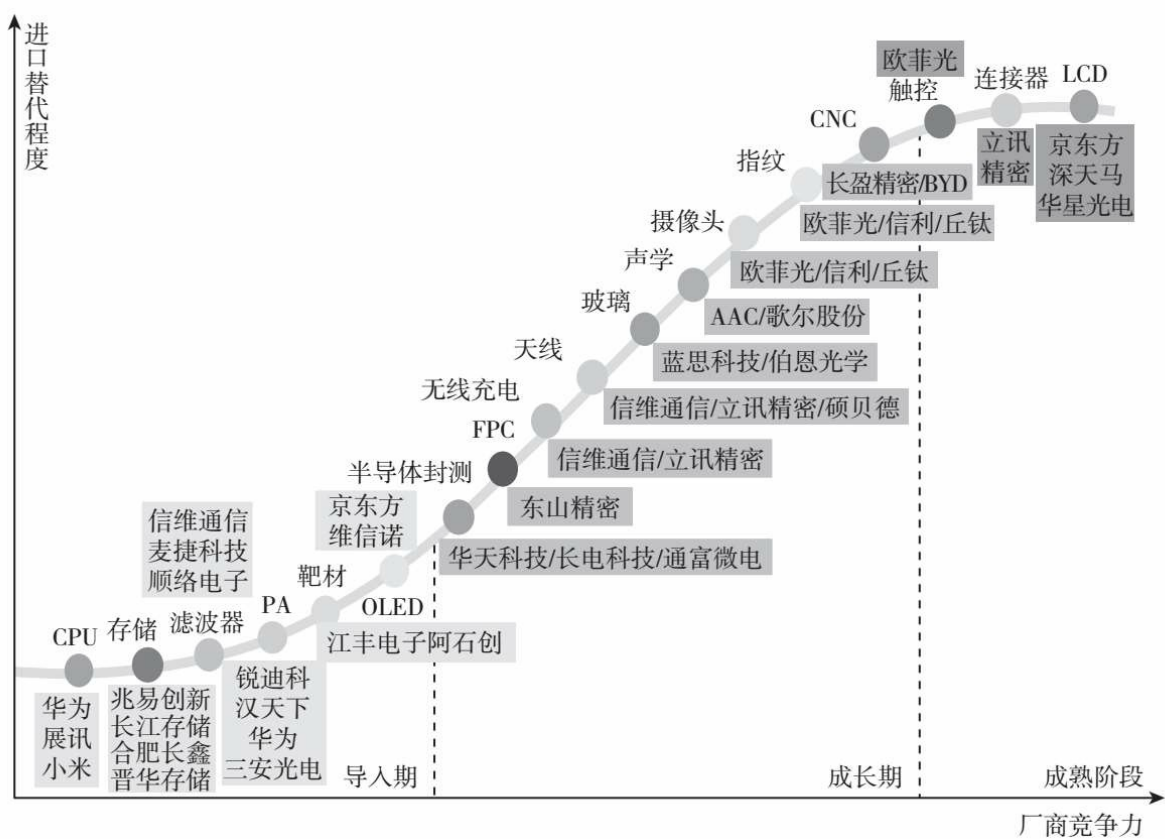 进口替代程度
欧菲光
触控
连接器
LCD
CNC
立讯
精密
京东方
深天马
华星光电
指纹
长盈精密/BYD
摄像头
欧菲光/信利/丘钛
声学
欧菲光/信利/丘钛
玻璃
AAC/歌尔股份
天线
蓝思科技/伯恩光学
无线充电
信维通信/立讯精密/硕贝德
FPC
信维通信/立讯精密
半导体封测
东山精密
京东方
维信诺
华天科技/长电科技/通富微电
信维通信
麦捷科技
顺络电子
靶材
OLED
PA
江丰电子阿石创
滤波器
存储
CPU
华为
展讯
小米
兆易创新
长江存储
合肥长鑫
晋华存储
锐迪科
汉天下
华为
三安光电
导入期
成长期
成熟阶段
厂商竞争力